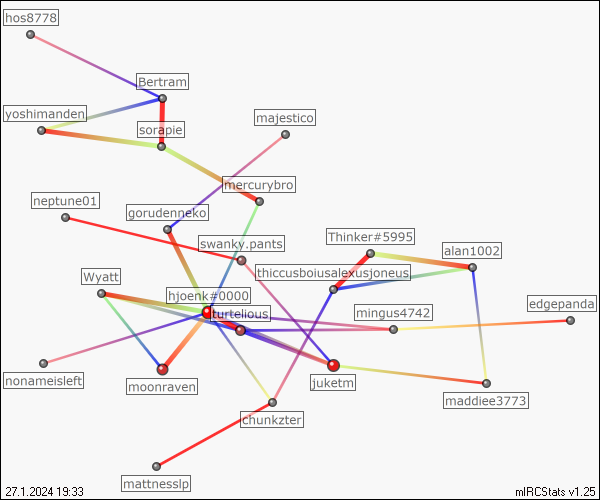 hos8778
Bertram
yoshimanden
majestico
sorapie
mercurybro
neptune01
gorudenneko
Thinker#5995
swanky.pants
alan1002
thiccusboiusalexusjoneus
Wyatt
hjoenk#0000
edgepanda
turtelious
mingus4742
nonameisleft
moonraven
juketm
maddiee3773
chunkzter
mattnesslp
27.1.2024 19:33
mIRCStats v1.25